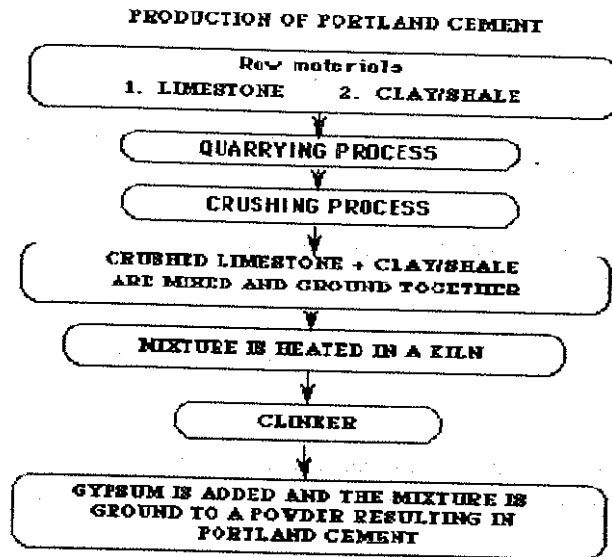 PRODUCTION OF PORTLAND CEMENT
Raw materials
1. LIMESTONE 2. CLAY/SHALE
QUARRYING PROCESS
CRUSHING PROCESS
CRUSHED LIMESTONE + CLAY/SHALE
ARE MIXED AND GROUND TOGETHER
MIXTURE IS HEATED IN A KILN
CLINKER
GYPSUM IS ADDED AND THE MIXTURE IS
GROUND TO A POWDER RESULTING IN
PORTLAND CEMENT